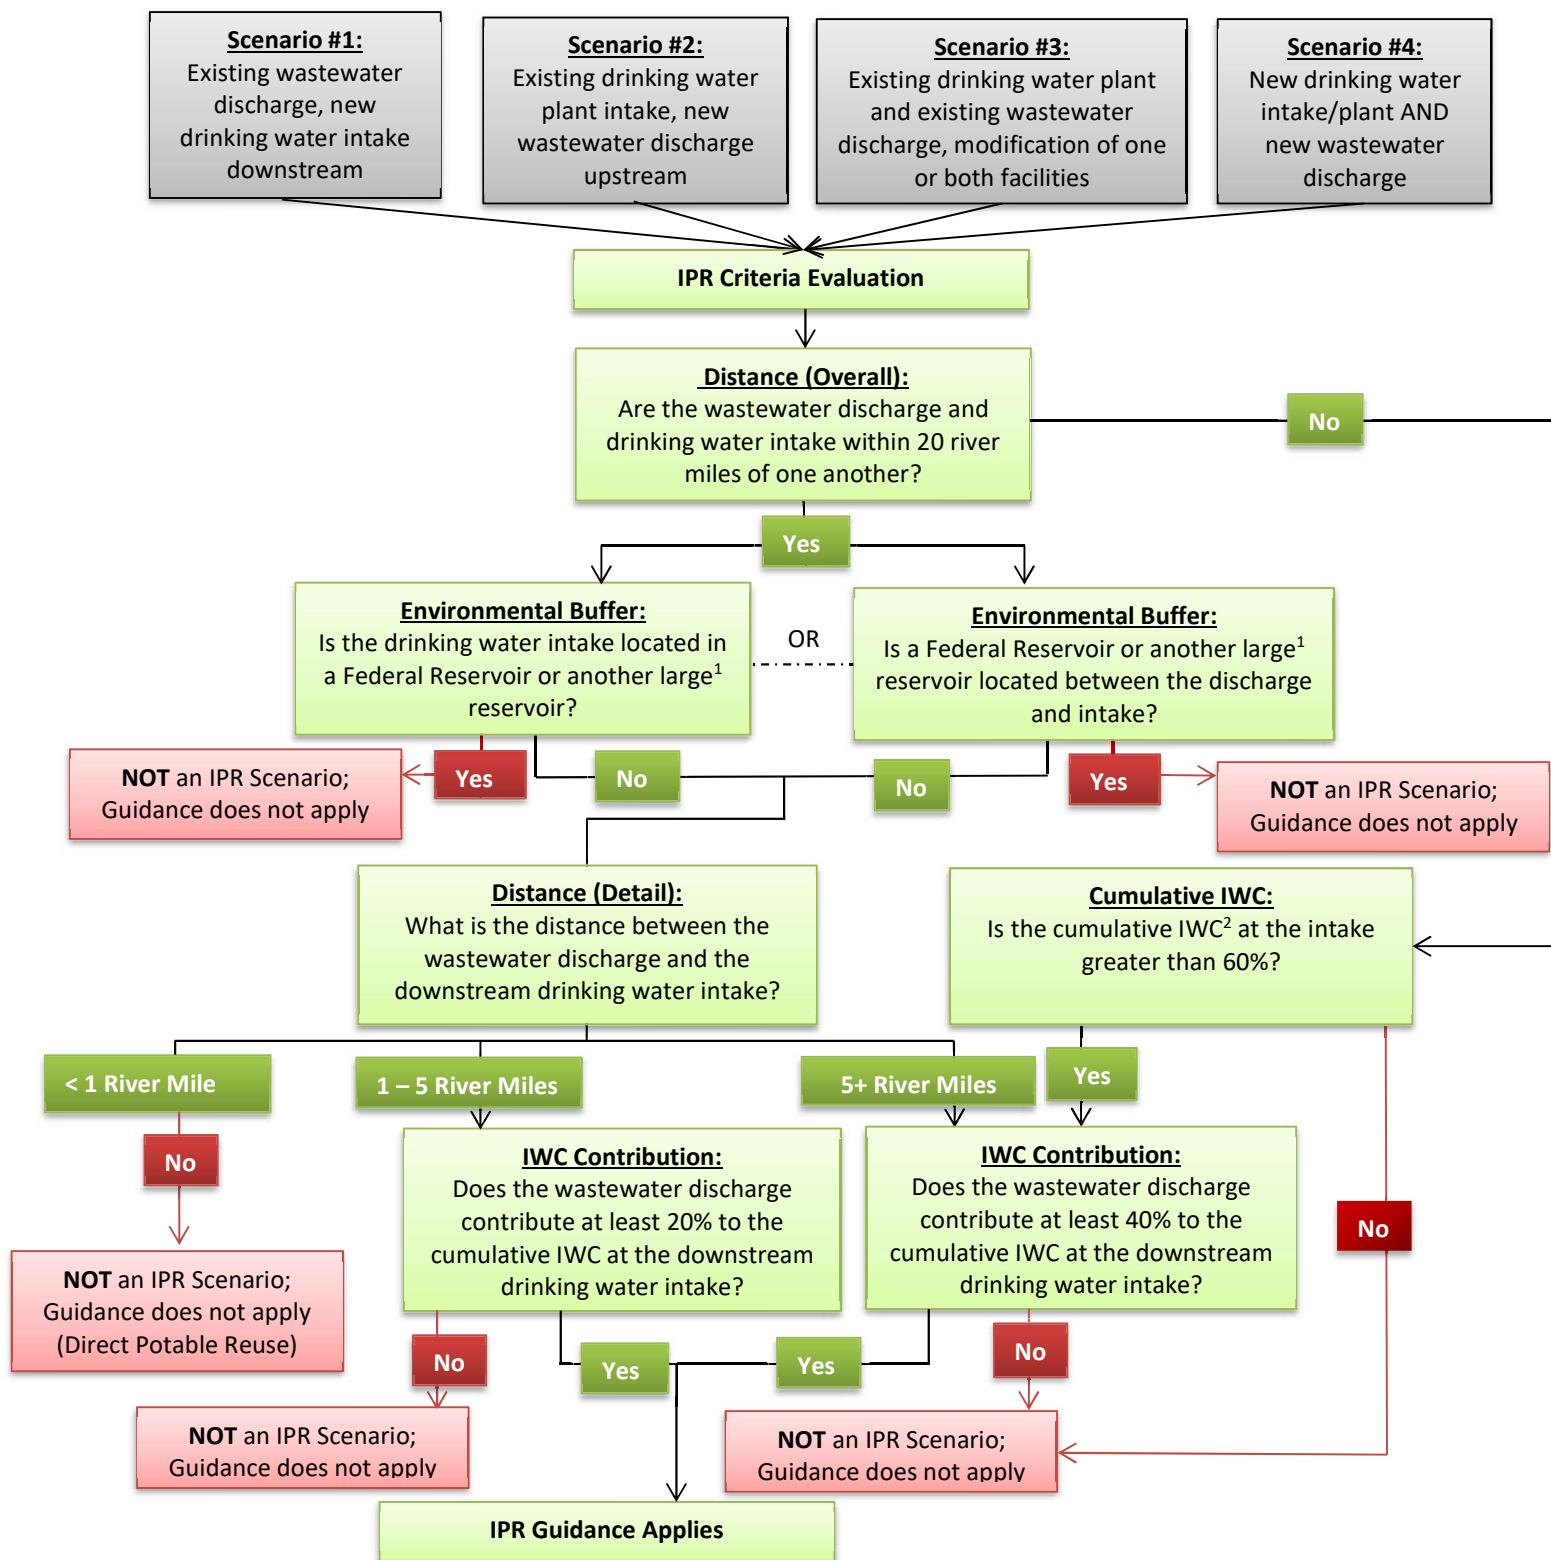 Scenario #1:
Existing wastewater
discharge, new
drinking water intake
downstream
Scenario #2:
Existing drinking water
plant intake, new
wastewater discharge
upstream
Scenario #3:
Existing drinking water plant
and existing wastewater
discharge, modification of one
or both facilities
Scenario #4:
New drinking water
intake/plant AND
new wastewater
discharge
IPR Criteria Evaluation
Distance (Overall):
Are the wastewater discharge and
drinking water intake within 20 river
miles of one another?
No
Yes
Environmental Buffer:
Is the drinking water intake located in
a Federal Reservoir or another large1
reservoir?
OR
Environmental Buffer:
Is a Federal Reservoir or another large1
reservoir located between the discharge
and intake?
NOT an IPR Scenario;
Guidance does not apply
Yes
No
No
Yes
NOT an IPR Scenario;
Guidance does not apply
Distance (Detail):
What is the distance between the
wastewater discharge and the
downstream drinking water intake?
Cumulative IWC:
Is the cumulative IWC2 at the intake
greater than 60%?
< 1 River Mile
1 – 5 River Miles
5+ River Miles
Yes
No
IWC Contribution:
Does the wastewater discharge
contribute at least 20% to the
cumulative IWC at the downstream
drinking water intake?
IWC Contribution:
Does the wastewater discharge
contribute at least 40% to the
cumulative IWC at the downstream
drinking water intake?
No
NOT an IPR Scenario;
Guidance does not apply
(Direct Potable Reuse)
No
Yes
Yes
No
NOT an IPR Scenario;
Guidance does not apply
NOT an IPR Scenario;
Guidance does not apply
IPR Guidance Applies